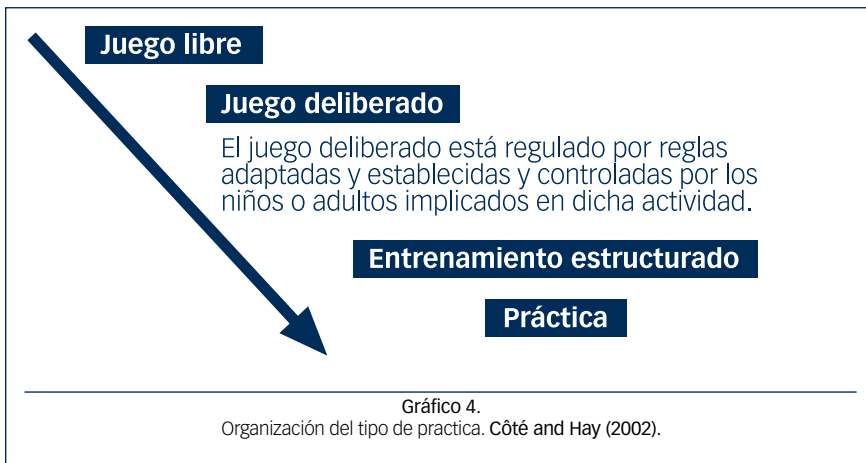 Juego libre
Juego deliberado
El juego deliberado está regulado por reglas
adaptadas y establecidas y controladas por los
niños o adultos implicados en dicha actividad.
Entrenamiento estructurado
Práctica
Gráfico 4.
Organización del tipo de practica. Côté and Hay (2002).